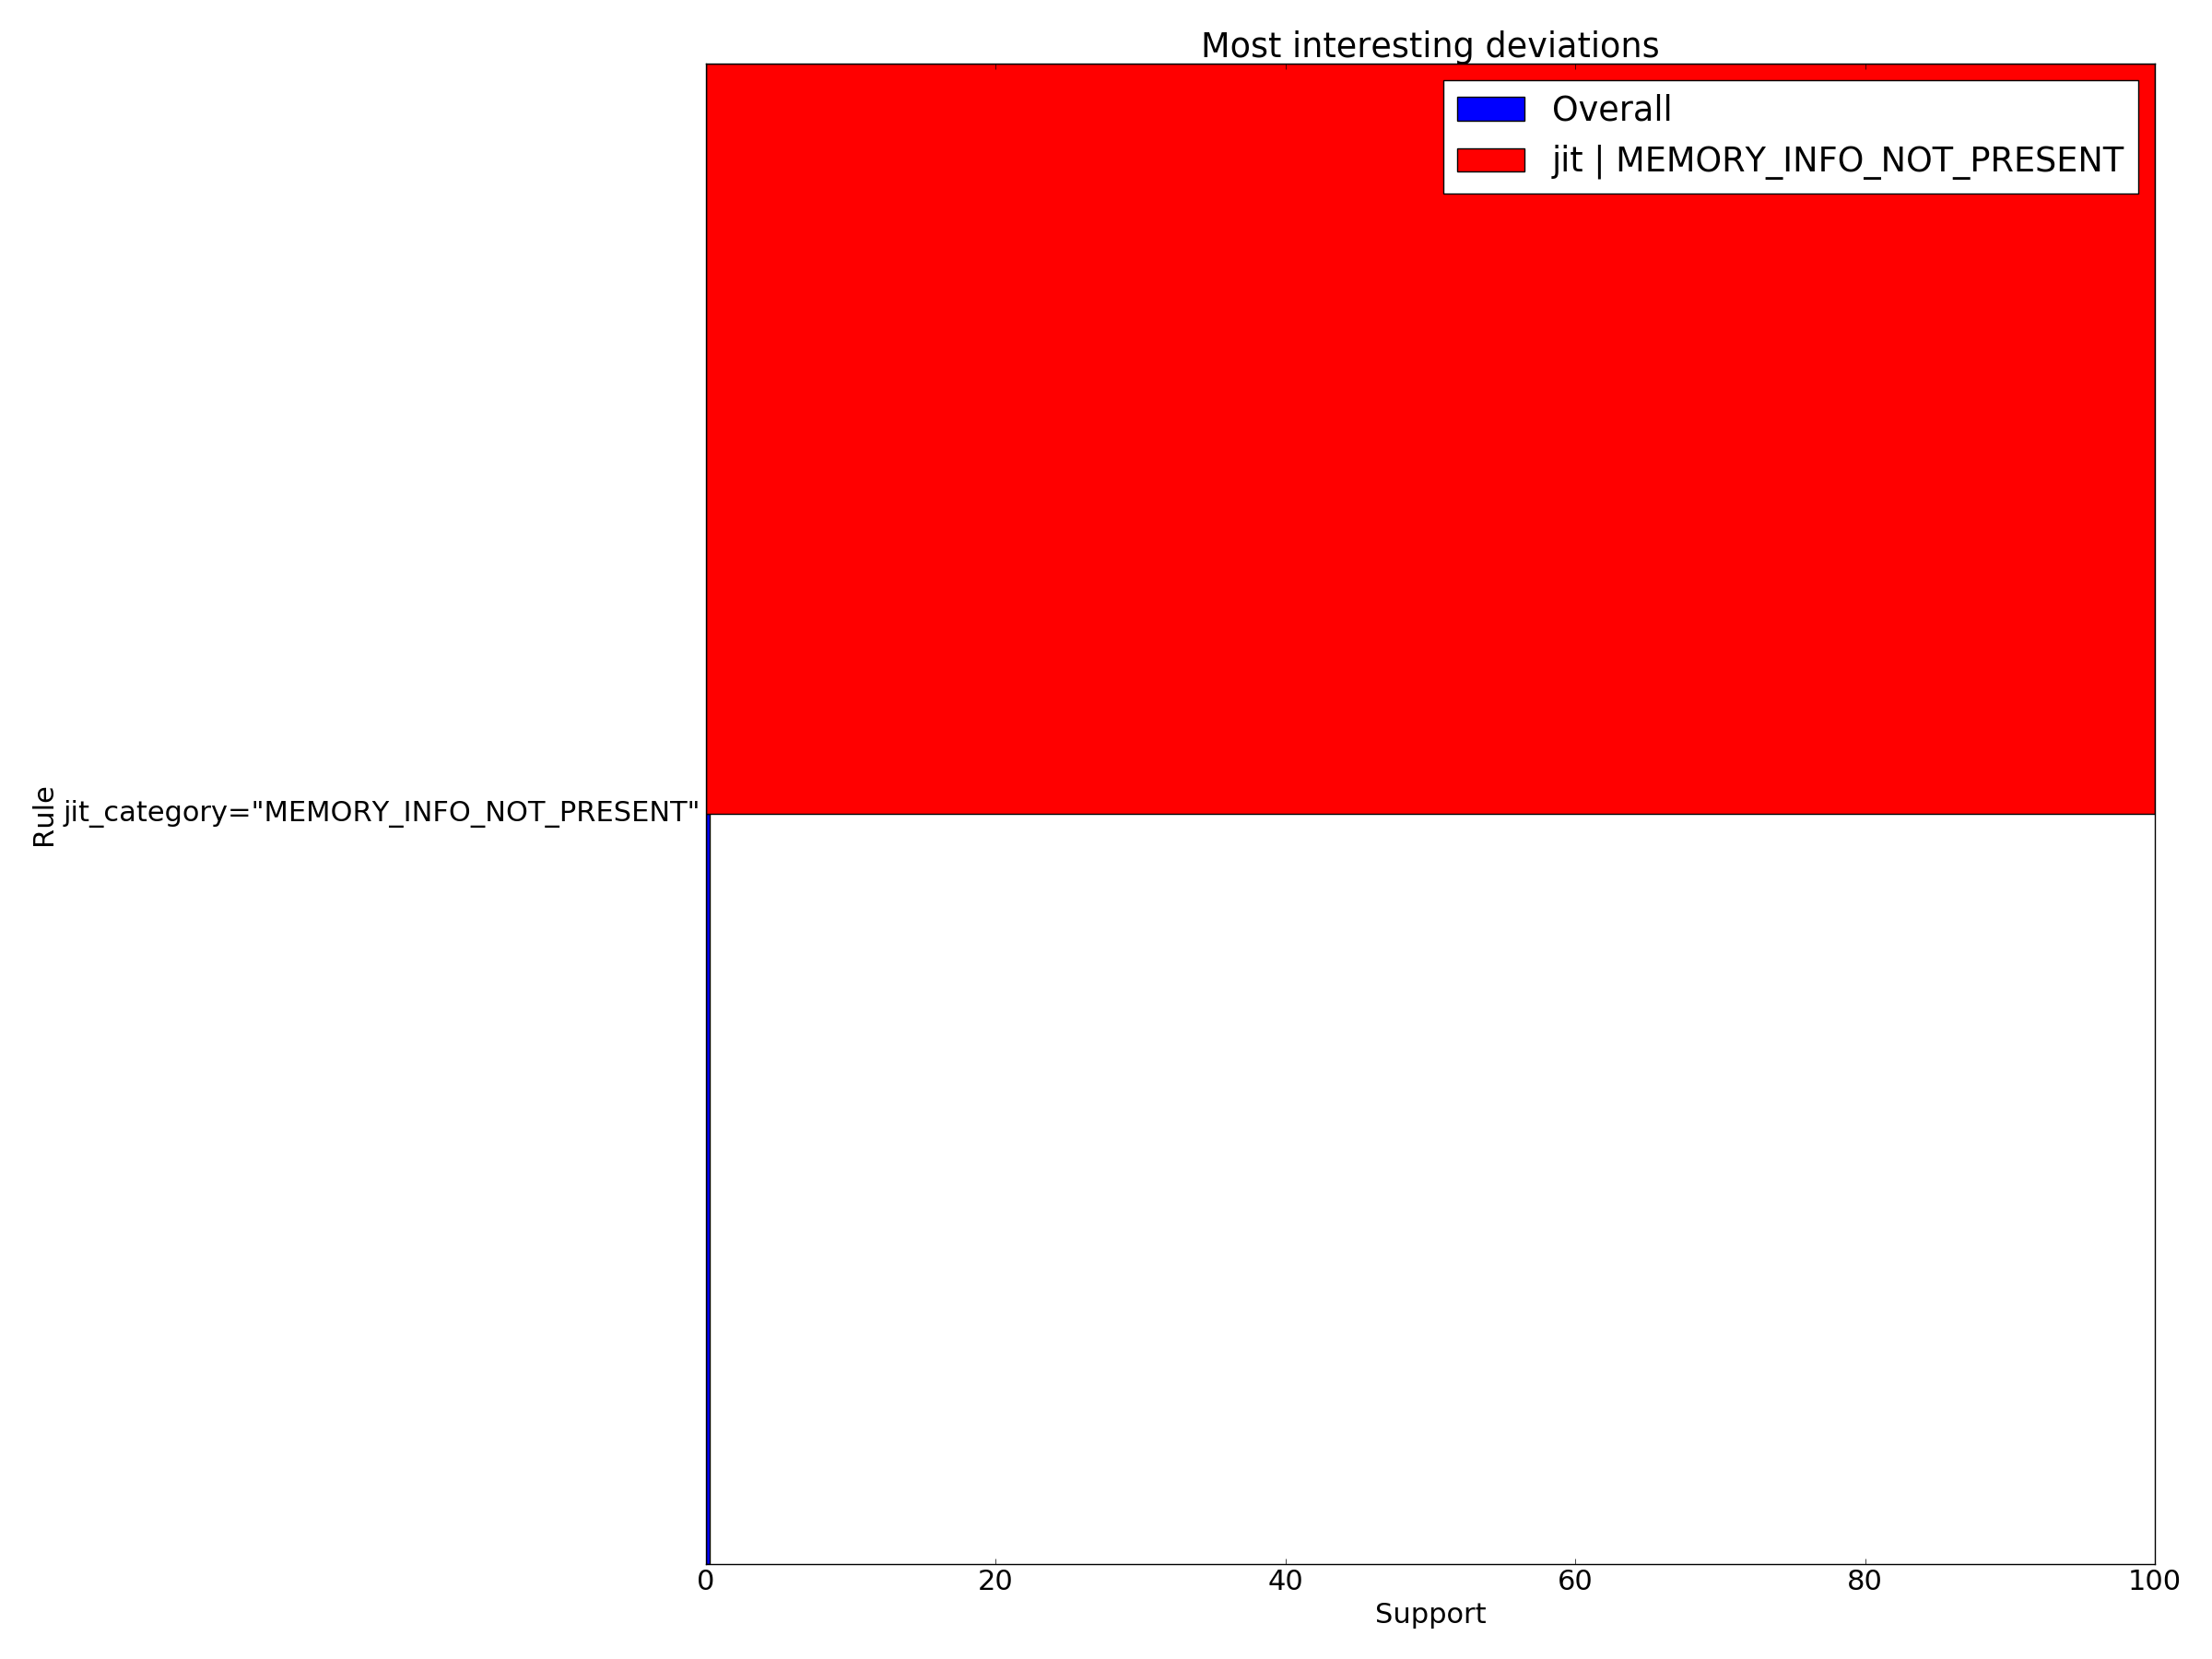 Most interesting deviations
Overall
jit | MEMORY_INFO_NOT_PRESENT
Rule
jit_category="MEMORY_INFO_NOT_PRESENT"
0 20 40 60 80 100
Support